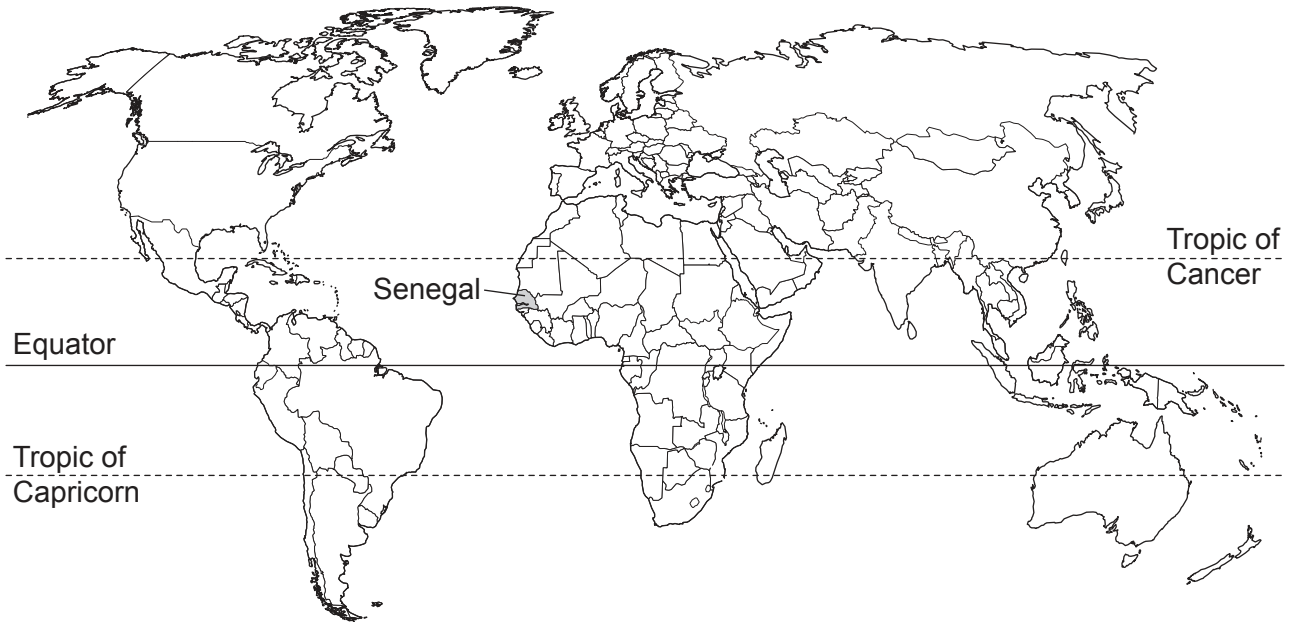 Tropic of
Cancer
Senegal
Equator
Tropic of
Capricorn